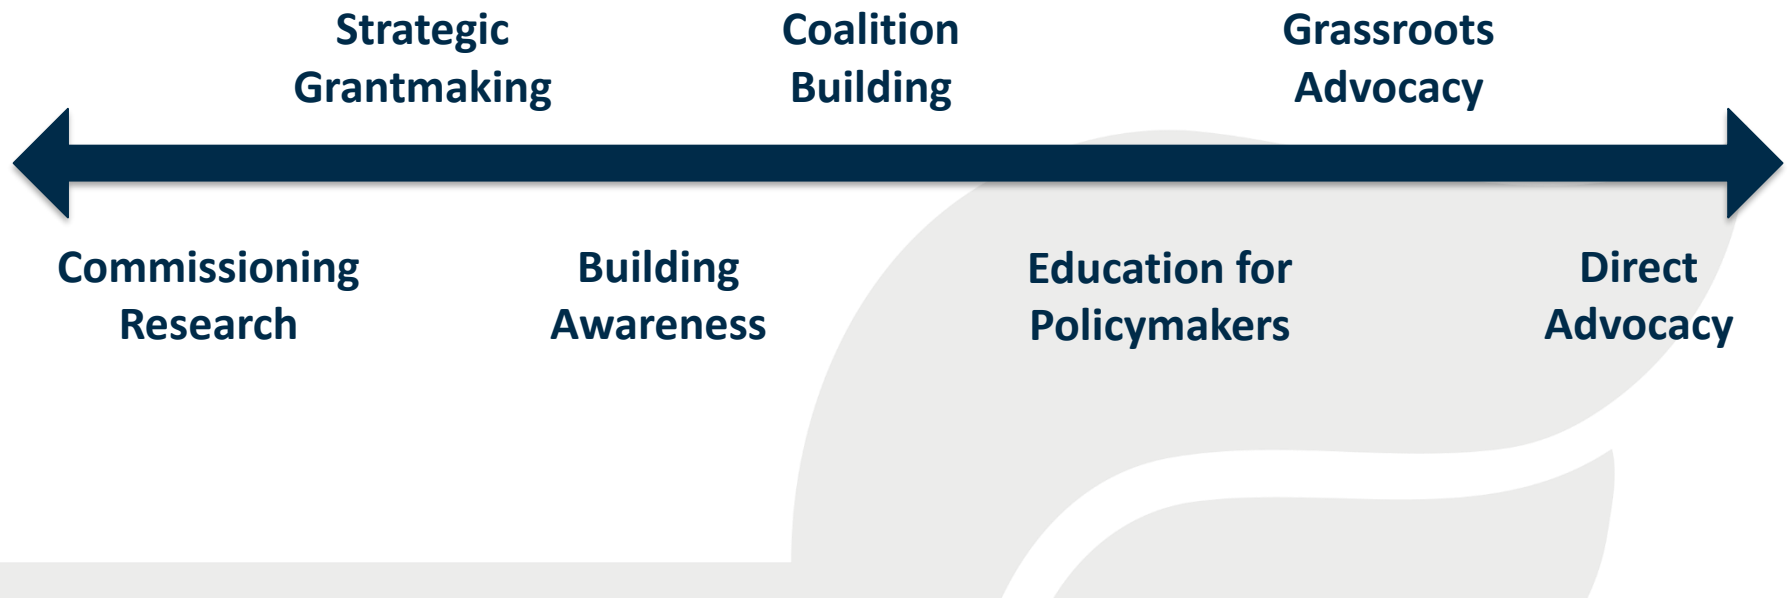 Strategic
Grantmaking
Coalition
Building
Grassroots
Advocacy
Commissioning
Research
Building
Awareness
Education for
Policymakers
Direct
Advocacy